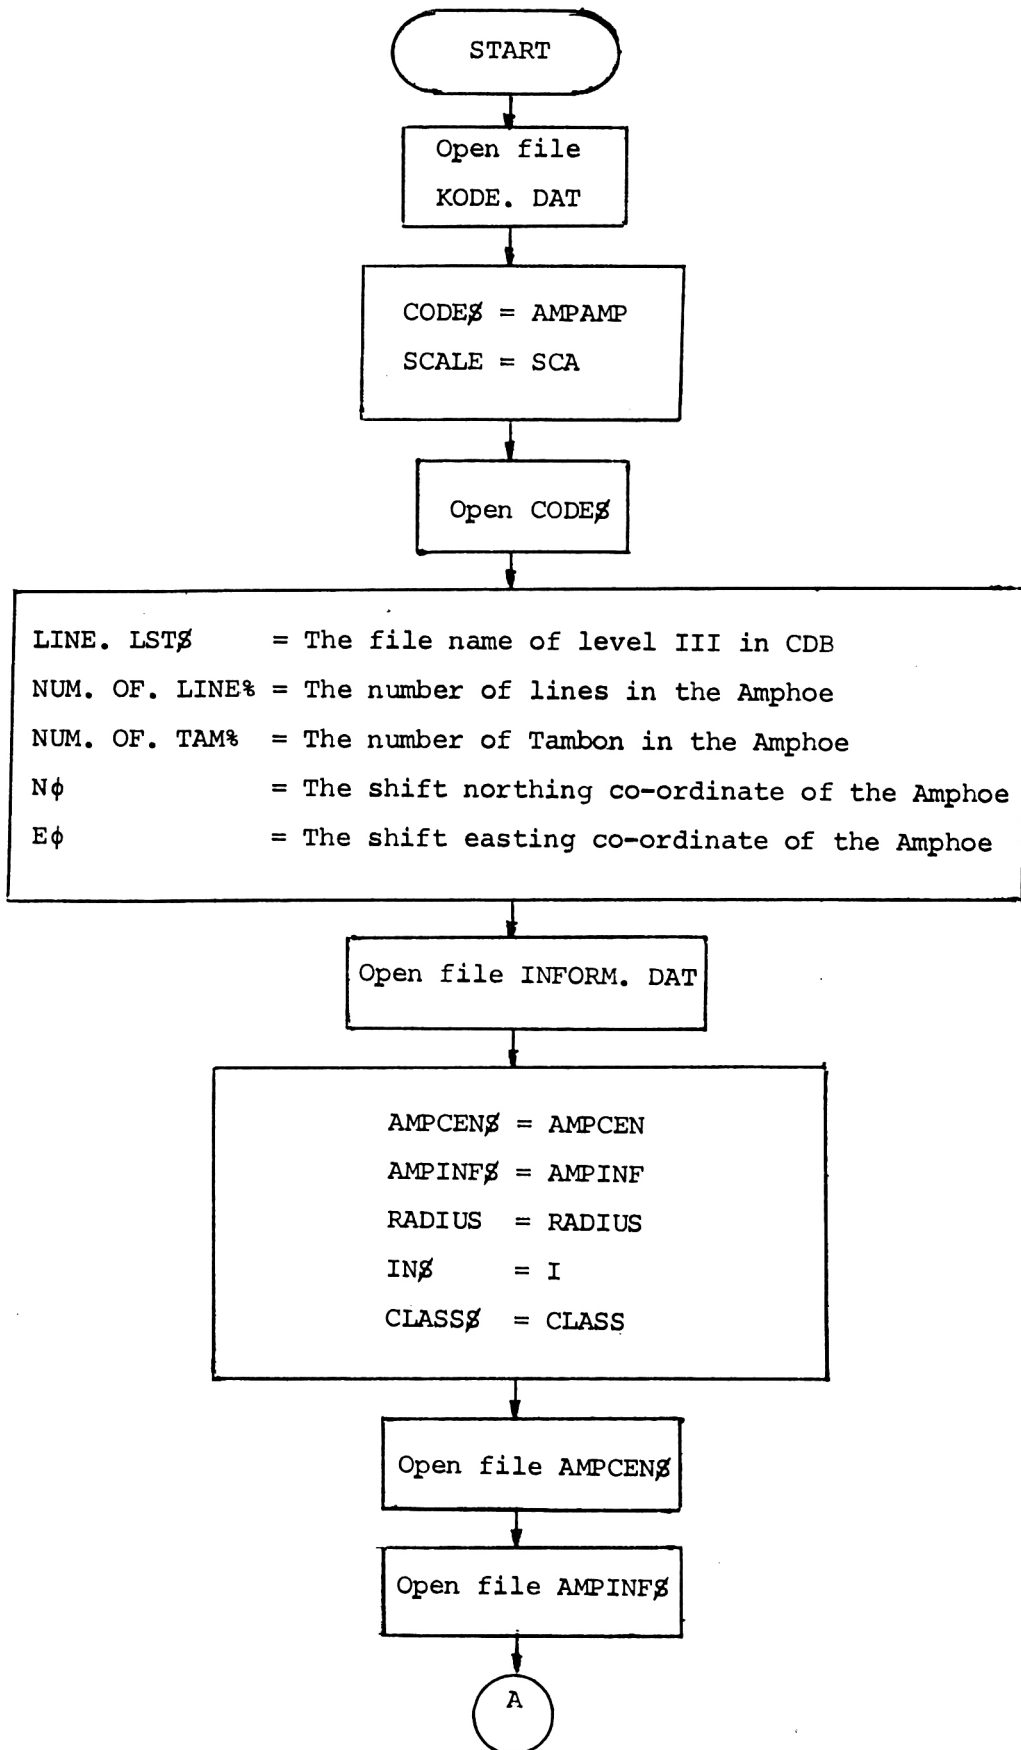 START
Open file
KODE. DAT
CODE$ = AMPAMP
SCALE = SCA
Open CODE$
LINE. LST$ = The file name of level III in CDB
NUM. OF. LINE% = The number of lines in the Amphoe
NUM. OF. TAM% = The number of Tambon in the Amphoe
Nϕ = The shift northing co-ordinate of the Amphoe
Eϕ = The shift easting co-ordinate of the Amphoe
Open file INFORM. DAT
AMPCEN$ = AMPCEN
AMPINF$ = AMPINF
RADIUS = RADIUS
IN$ = I
CLASS$ = CLASS
Open file AMPCEN$
Open file AMPINF$
A